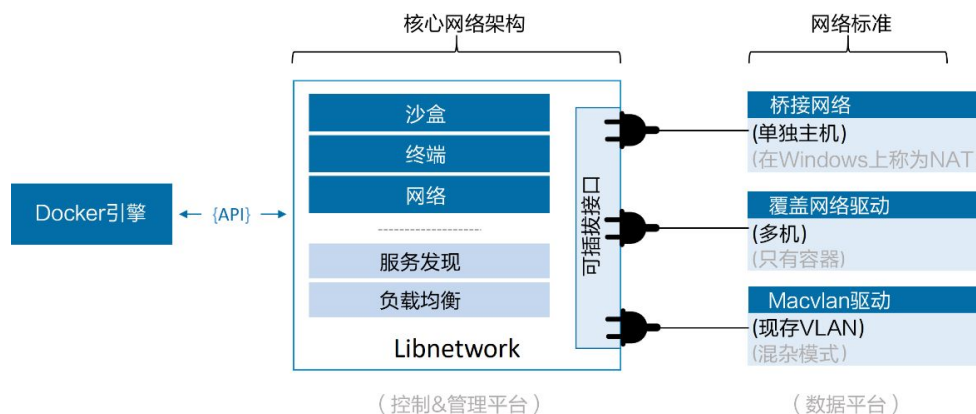 核心网络架构
网络标准
Docker引擎
{API}
沙盒
终端
网络
服务发现
负载均衡
Libnetwork
可插拔接口
桥接网络
(单独主机)
(在Windows上称为NAT
覆盖网络驱动
(多机)
(只有容器)
Macvlan驱动
(现存VLAN)
(混杂模式)
（控制&管理平台）
（数据平台）